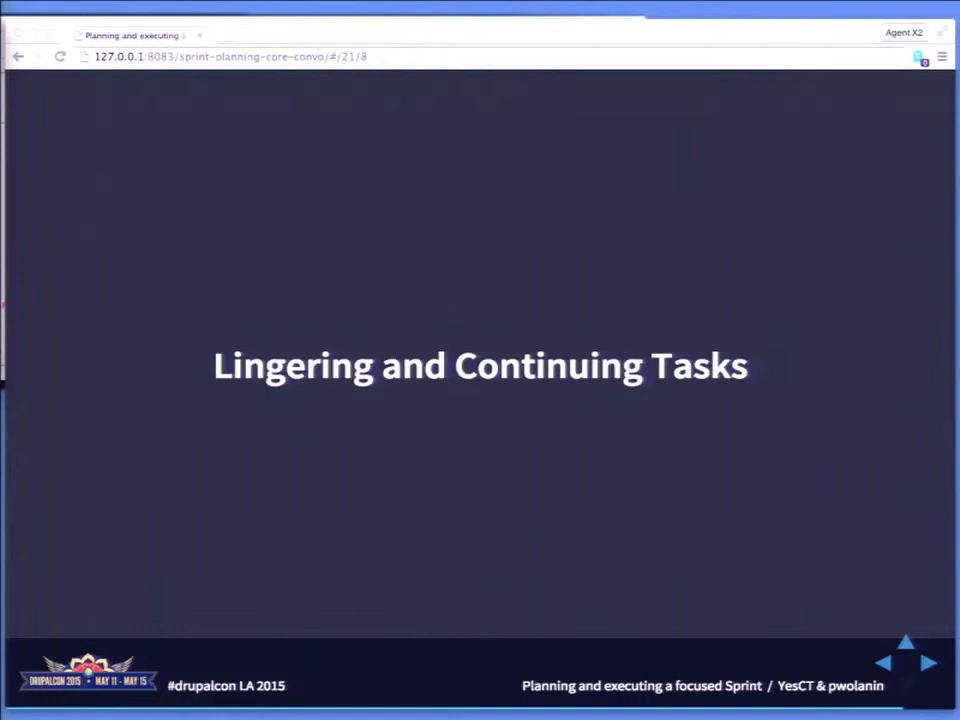 Planning and executing a
Agent X2
127.0.0.1:8083/sprint-planning-core-convo/#/21/8
Lingering and Continuing Tasks
DRUPALCON 2015 • MAY 11 - MAY 15
#drupalcon LA 2015
Planning and executing a focused Sprint / YesCT & pwolanin